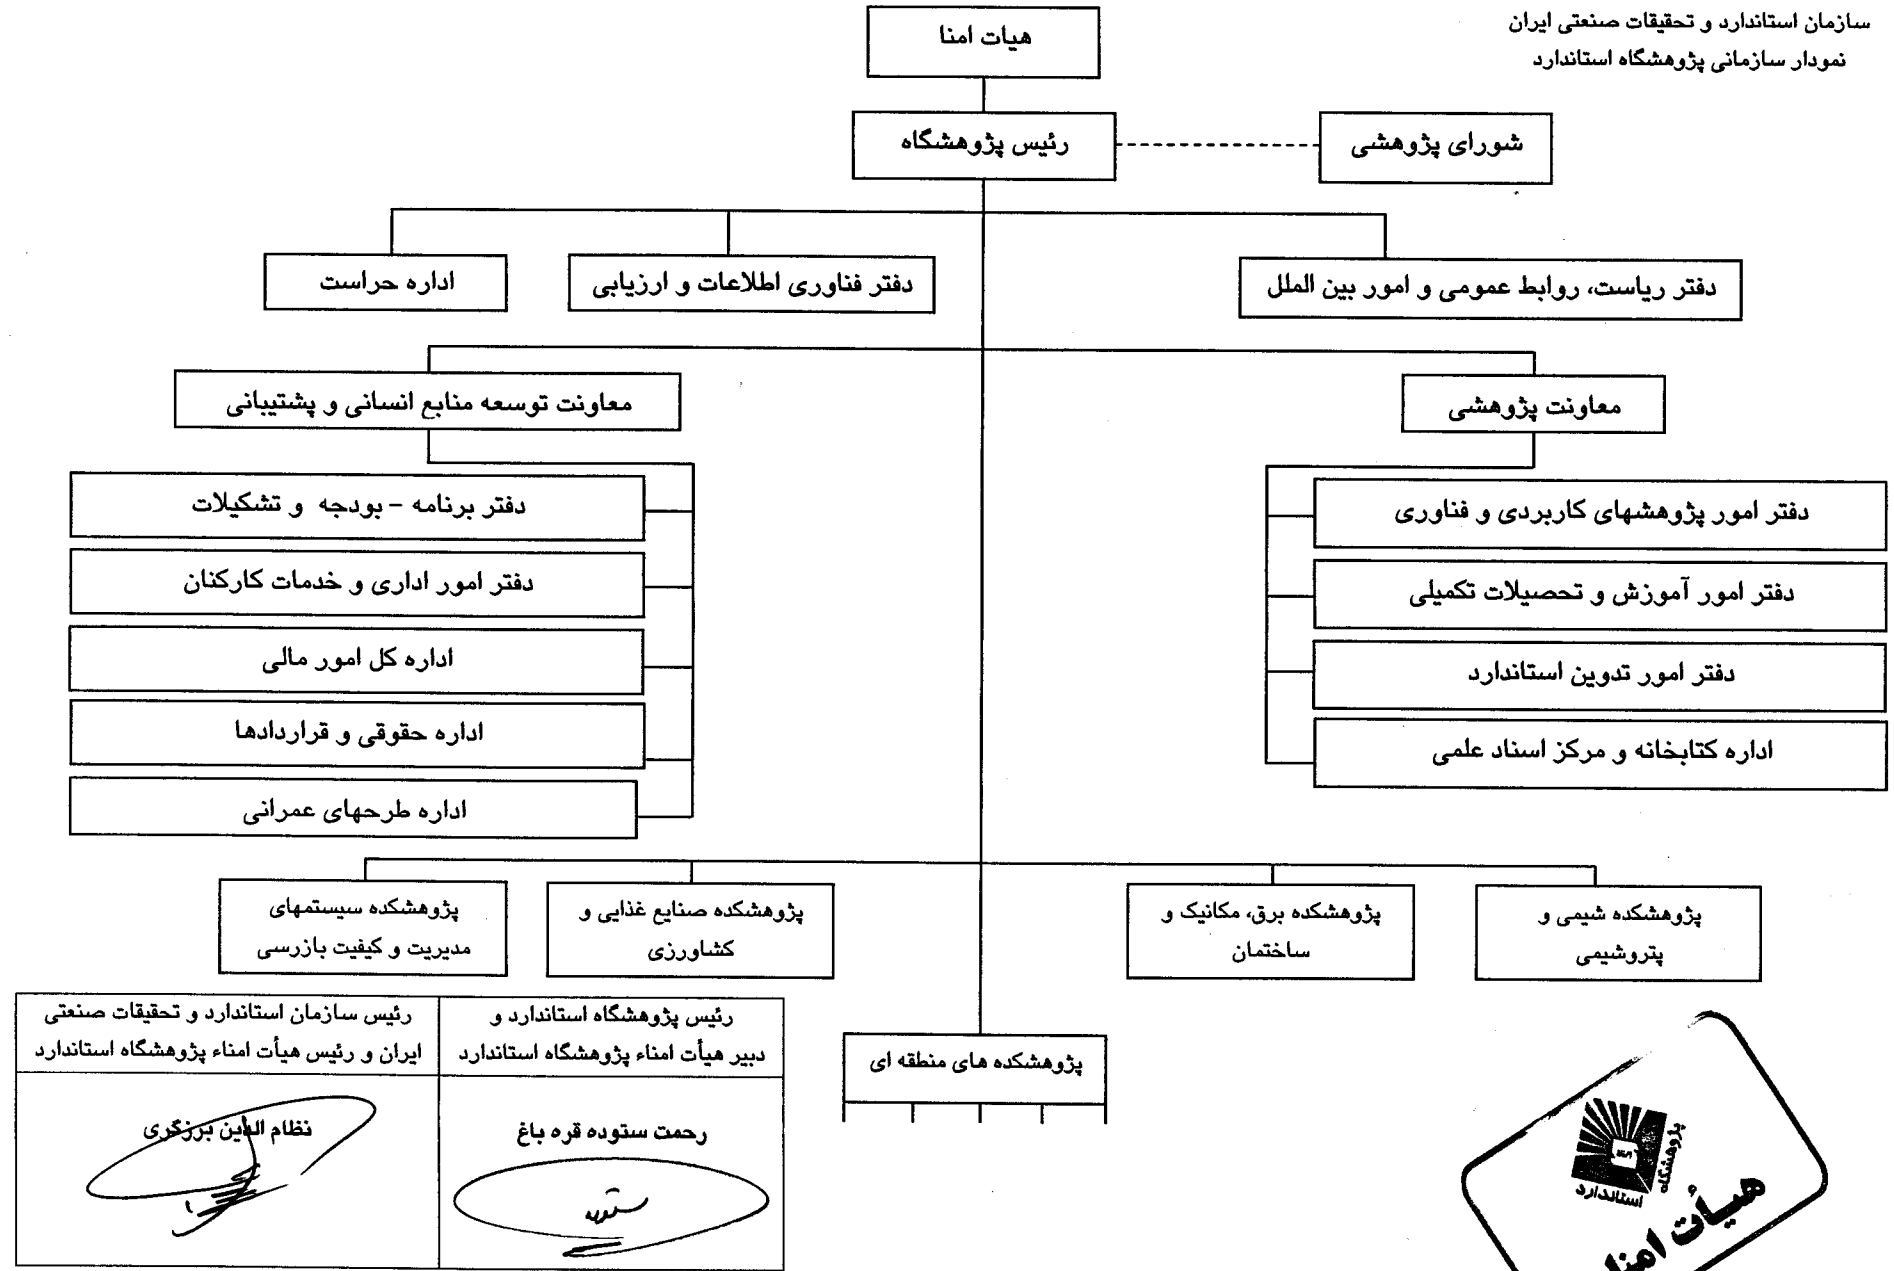 سازمان استاندارد و تحقیقات صنعتی ایران
نمودار سازمانی پژوهشگاه استاندارد
هیات امنا
رئیس پژوهشگاه
شورای پژوهشی
دفتر ریاست، روابط عمومی و امور بین الملل
دفتر فناوری اطلاعات و ارزیابی
اداره حراست
معاونت پژوهشی
معاونت توسعه منابع انسانی و پشتیبانی
دفتر امور پژوهشهای کاربردی و فناوری
دفتر امور آموزش و تحصیلات تکمیلی
دفتر امور تدوین استاندارد
اداره کتابخانه و مرکز اسناد علمی
دفتر برنامه – بودجه و تشکیلات
دفتر امور اداری و خدمات کارکنان
اداره کل امور مالی
اداره حقوقی و قراردادها
اداره طرحهای عمرانی
پژوهشکده شیمی و
پتروشیمی
پژوهشکده برق، مکانیک و
ساختمان
پژوهشکده صنایع غذایی و
کشاورزی
پژوهشکده سیستمهای
مدیریت و کیفیت بازرسی
پژوهشکده های منطقه ای
رئیس پژوهشگاه استاندارد و
دبیر هیأت امناء پژوهشگاه استاندارد
رحمت ستوده قره باغ
رئیس سازمان استاندارد و تحقیقات صنعتی
ایران و رئیس هیأت امناء پژوهشگاه استاندارد
نظام الدین برزگری
پژوهشگاه
استاندارد
هیأت امنا